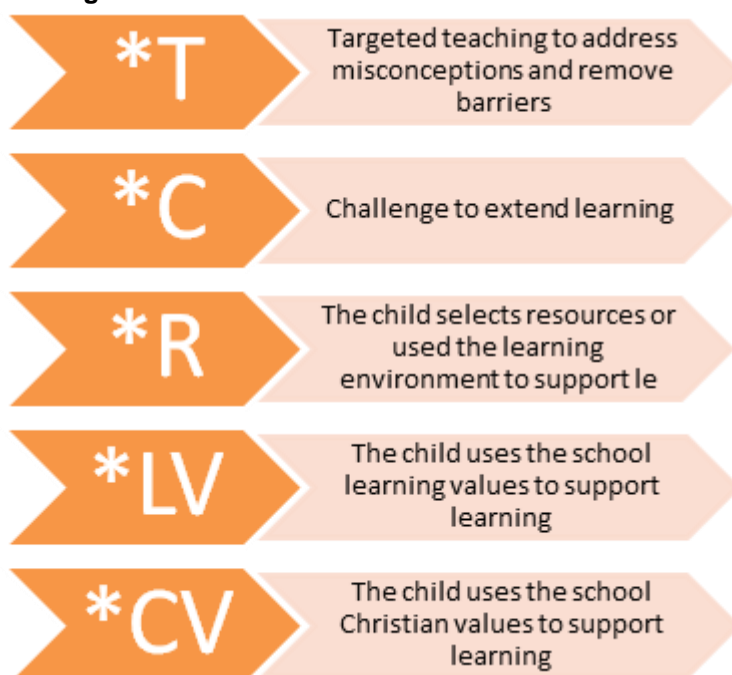 *T
Targeted teaching to address
misconceptions and remove
barriers
*C
Challenge to extend learning
*R
The child selects resources or
used the learning
environment to support le
*LV
The child uses the school
learning values to support
learning
*CV
The child uses the school
Christian values to support
learning